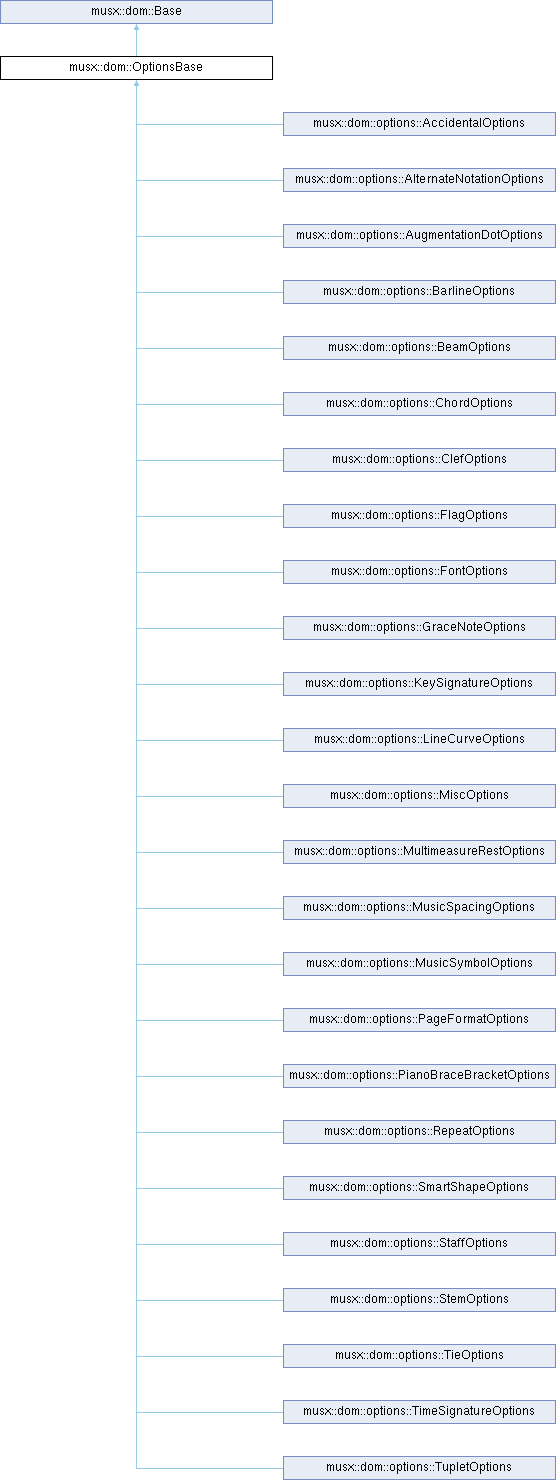 musx::dom::Base
musx::dom::OptionsBase
musx::dom::options::AccidentalOptions
musx::dom::options::AlternateNotationOptions
musx::dom::options::AugmentationDotOptions
musx::dom::options::BarlineOptions
musx::dom::options::BeamOptions
musx::dom::options::ChordOptions
musx::dom::options::ClefOptions
musx::dom::options::FlagOptions
musx::dom::options::FontOptions
musx::dom::options::GraceNoteOptions
musx::dom::options::KeySignatureOptions
musx::dom::options::LineCurveOptions
musx::dom::options::MiscOptions
musx::dom::options::MultimeasureRestOptions
musx::dom::options::MusicSpacingOptions
musx::dom::options::MusicSymbolOptions
musx::dom::options::PageFormatOptions
musx::dom::options::PianoBraceBracketOptions
musx::dom::options::RepeatOptions
musx::dom::options::SmartShapeOptions
musx::dom::options::StaffOptions
musx::dom::options::StemOptions
musx::dom::options::TieOptions
musx::dom::options::TimeSignatureOptions
musx::dom::options::TupletOptions